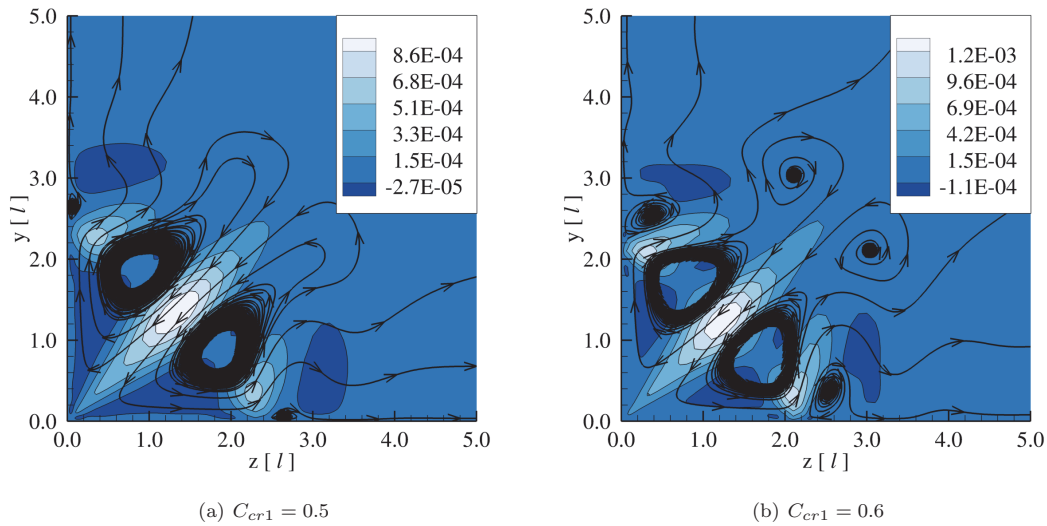 5.0
4.0
3.0
2.0
1.0
0.0
y [ l ]
8.6E-04
6.8E-04
5.1E-04
3.3E-04
1.5E-04
-2.7E-05
0.0 1.0 2.0 3.0 4.0 5.0
z [ l ]
(a) C_{cr1} = 0.5
5.0
4.0
3.0
2.0
1.0
0.0
y [ l ]
1.2E-03
9.6E-04
6.9E-04
4.2E-04
1.5E-04
-1.1E-04
0.0 1.0 2.0 3.0 4.0 5.0
z [ l ]
(b) C_{cr1} = 0.6